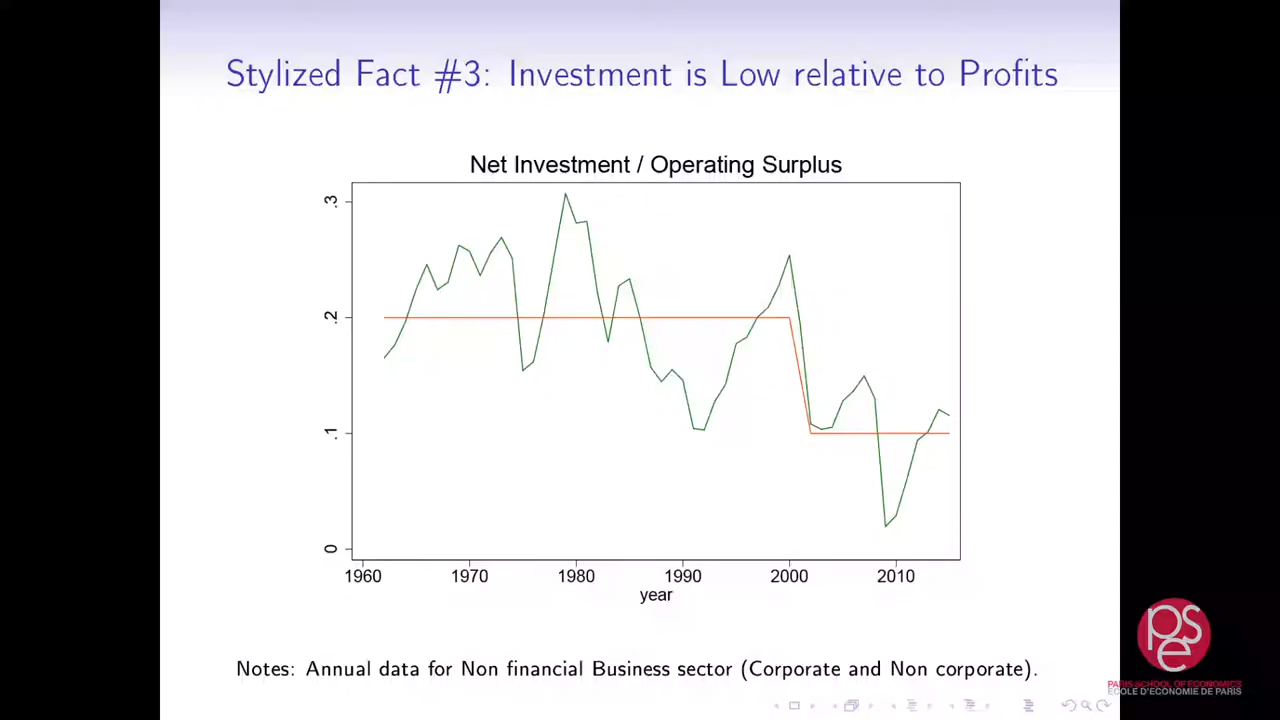 Stylized Fact #3: Investment is Low relative to Profits
Net Investment / Operating Surplus
.3
.2
.1
0
1960 1970 1980 1990 2000 2010
year
Notes: Annual data for Non financial Business sector (Corporate and Non corporate).
pse
PARIS SCHOOL OF ECONOMICS
ECOLE D'ECONOMIE DE PARIS